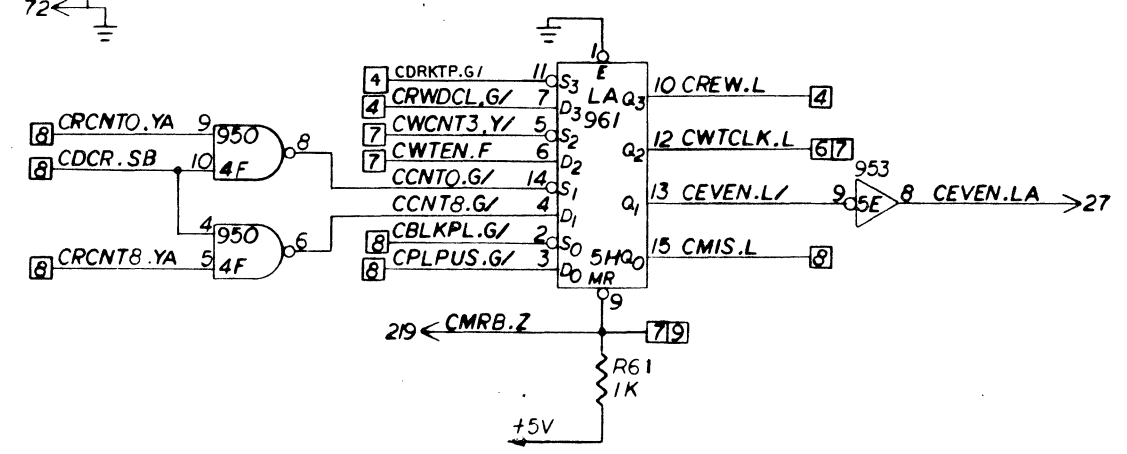 72
1
E
4 CDRKTP.G/ 11 S3 LA Q3 10 CREW.L 4
4 CRWDCL.G/ 7 D3 961
7 CWCNT3.Y/ 5 S2 Q2 12 CWTCLK.L 6 7
7 CWTEN.F 6 D2
8 CRCNT0.YA 9 950 8
8 CDCR.SB 10 4F
CCNT0.G/ 14 S1 Q1 13 CEVEN.L/ 9 5E 953 8 CEVEN.LA 27
CCNT8.G/ 4 D1
4 950 6
8 CRCNT8.YA 5 4F
8 CBLKPL.G/ 2 S0 5H Q0 15 CMIS.L 8
8 CPLPUS.G/ 3 D0
MR
9
219 CMRB.Z 7 9
R61
1K
+5V